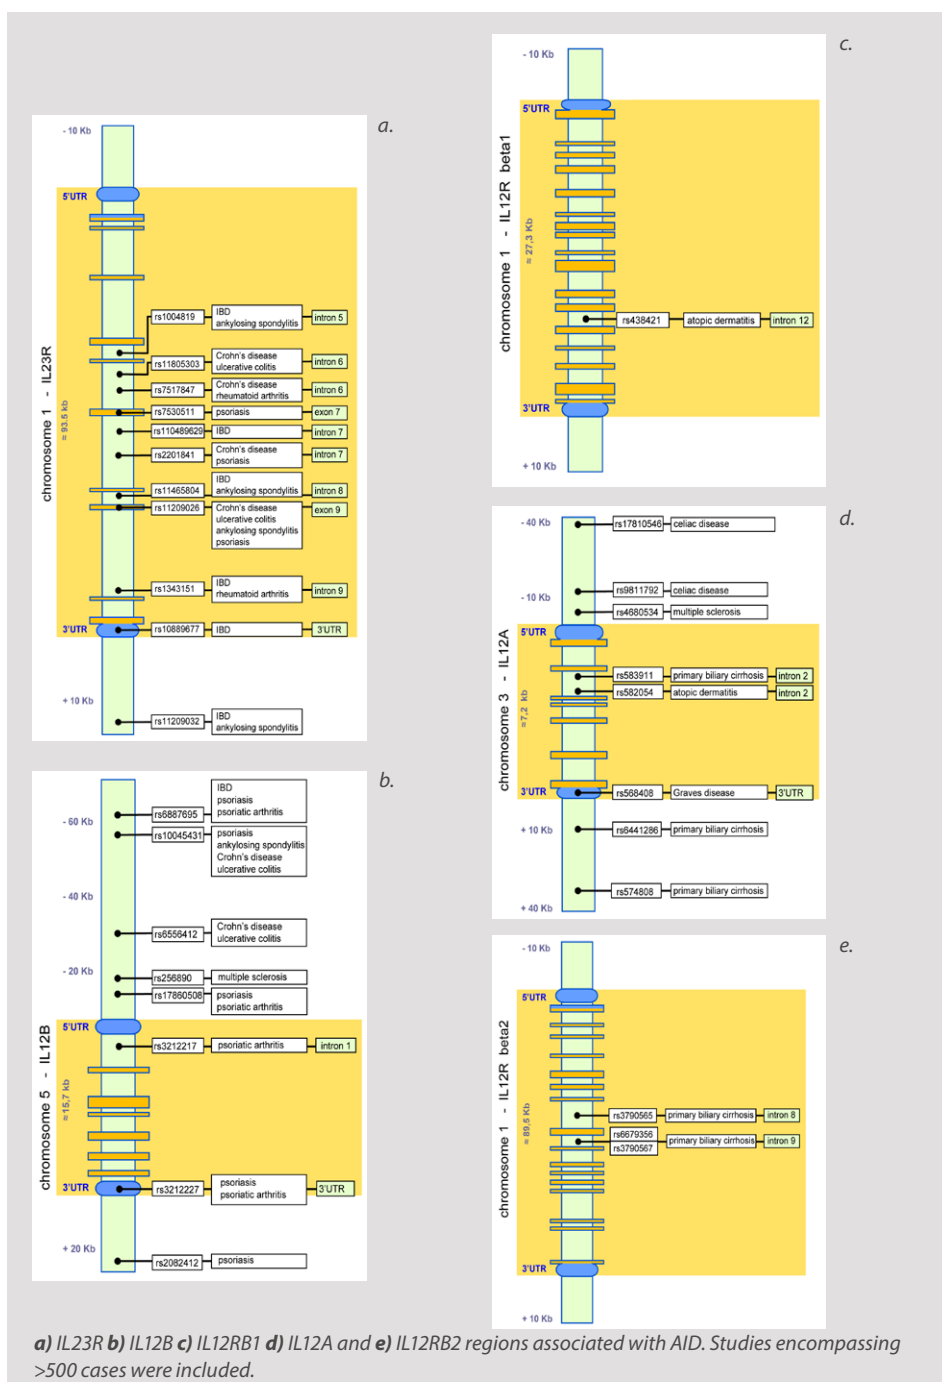 a.
- 10 Kb
5'UTR
chromosome 1 - IL23R
≈ 93.5 kb
rs1004819
IBD
ankylosing spondylitis
intron 5
rs11805303
Crohn's disease
ulcerative colitis
intron 6
rs7517847
Crohn's disease
rheumatoid arthritis
intron 6
rs7530511
psoriasis
exon 7
rs110489629
IBD
intron 7
rs2201841
Crohn's disease
psoriasis
intron 7
rs11465804
IBD
ankylosing spondylitis
intron 8
rs11209026
Crohn's disease
ulcerative colitis
ankylosing spondylitis
psoriasis
exon 9
rs1343151
IBD
rheumatoid arthritis
intron 9
3'UTR
rs10889677
IBD
3'UTR
+ 10 Kb
rs11209032
IBD
ankylosing spondylitis
b.
- 60 Kb
rs6887695
IBD
psoriasis
psoriatic arthritis
rs10045431
psoriasis
ankylosing spondylitis
Crohn's disease
ulcerative colitis
- 40 Kb
rs6556412
Crohn's disease
ulcerative colitis
- 20 Kb
rs256890
multiple sclerosis
rs17860508
psoriasis
psoriatic arthritis
chromosome 5 - IL12B
≈ 15,7 kb
5'UTR
rs3212217
psoriatic arthritis
intron 1
3'UTR
rs3212227
psoriasis
psoriatic arthritis
3'UTR
+ 20 Kb
rs2082412
psoriasis
c.
- 10 Kb
5'UTR
chromosome 1 - IL12R beta1
≈ 27,3 Kb
rs438421
atopic dermatitis
intron 12
3'UTR
+ 10 Kb
d.
- 40 Kb
rs17810546
celiac disease
- 10 Kb
rs9811792
celiac disease
rs4680534
multiple sclerosis
chromosome 3 - IL12A
≈7,2 kb
5'UTR
rs583911
primary biliary cirrhosis
intron 2
rs582054
atopic dermatitis
intron 2
3'UTR
rs568408
Graves disease
3'UTR
+ 10 Kb
rs6441286
primary biliary cirrhosis
rs574808
primary biliary cirrhosis
+ 40 Kb
e.
- 10 Kb
5'UTR
chromosome 1 - IL12R beta2
≈ 89,5 Kb
rs3790565
primary biliary cirrhosis
intron 8
rs6679356
rs3790567
primary biliary cirrhosis
intron 9
3'UTR
+ 10 Kb
a) IL23R b) IL12B c) IL12RB1 d) IL12A and e) IL12RB2 regions associated with AID. Studies encompassing
>500 cases were included.